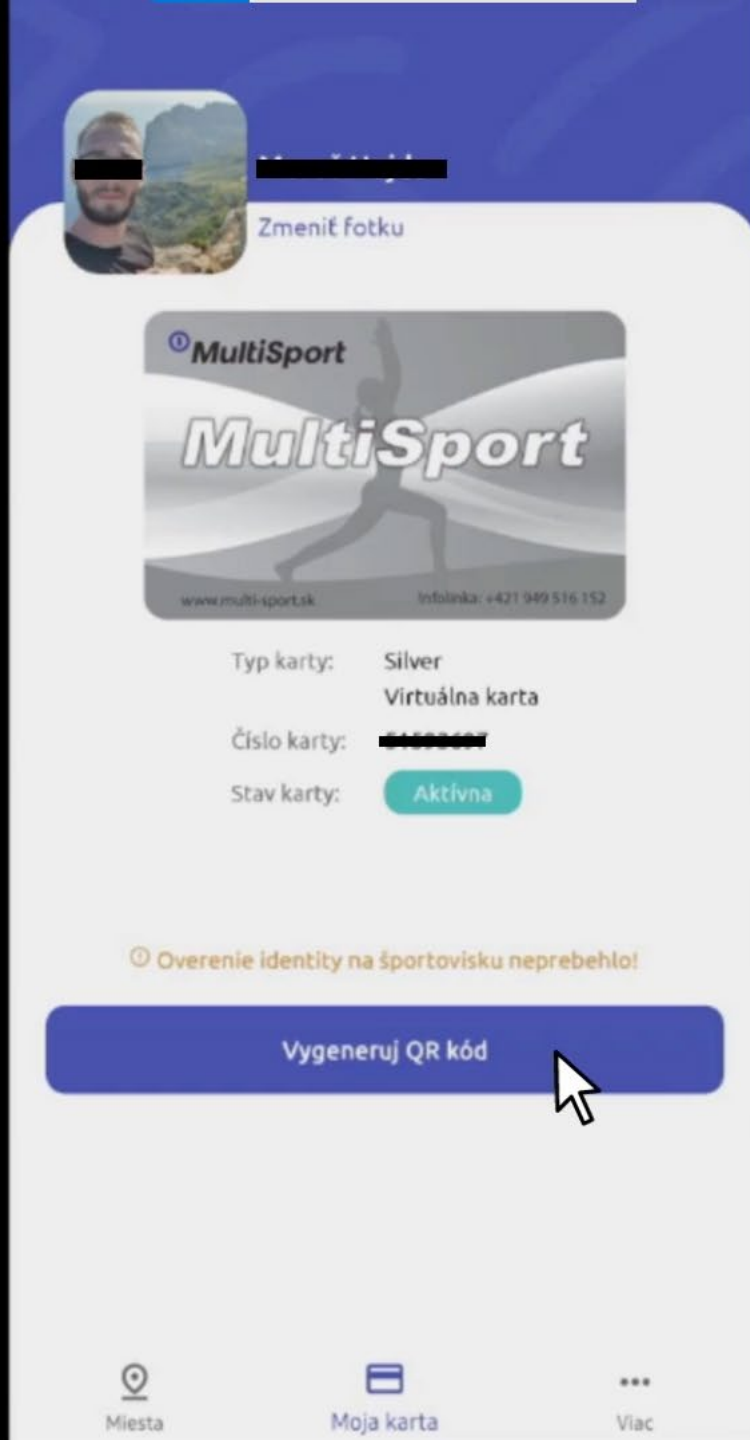 Zmeniť fotku
MultiSport
MultiSport
www.multi-sport.sk
Infolinka: +421 949 516 152
Typ karty: Silver
Virtuálna karta
Číslo karty:
Stav karty: Aktívna
Overenie identity na športovisku neprebehlo!
Vygeneruj QR kód
Miesta
Moja karta
Viac